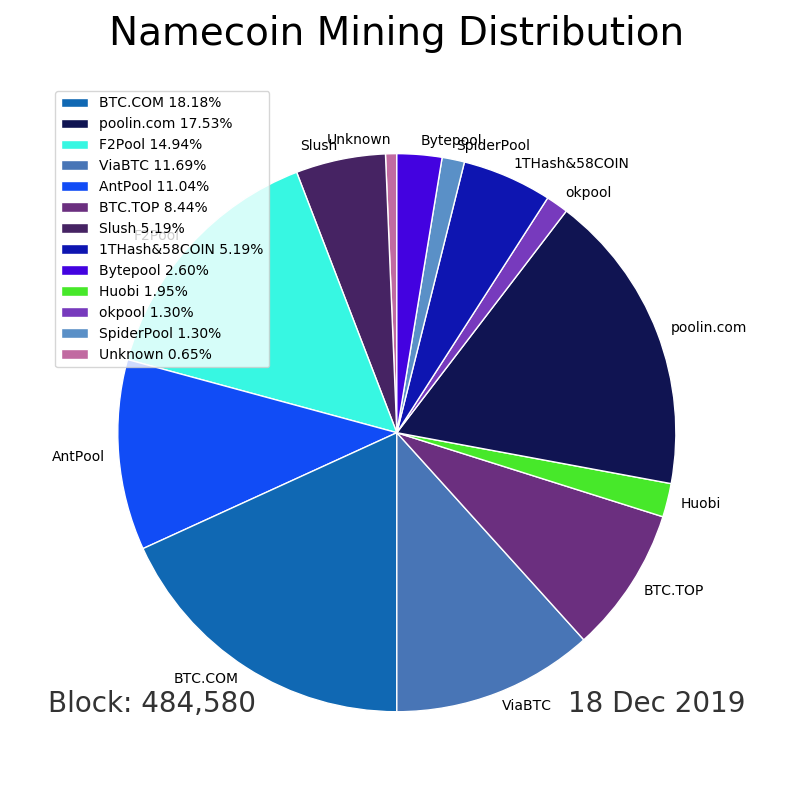 Namecoin Mining Distribution
BTC.COM 18.18%
poolin.com 17.53%
F2Pool 14.94%
ViaBTC 11.69%
AntPool 11.04%
BTC.TOP 8.44%
Slush 5.19%
1THash&58COIN 5.19%
Bytepool 2.60%
Huobi 1.95%
okpool 1.30%
SpiderPool 1.30%
Unknown 0.65%
Unknown
Slush
Bytepool
SpiderPool
1THash&58COIN
okpool
F2Pool
poolin.com
AntPool
Huobi
BTC.TOP
BTC.COM
ViaBTC
Block: 484,580
18 Dec 2019